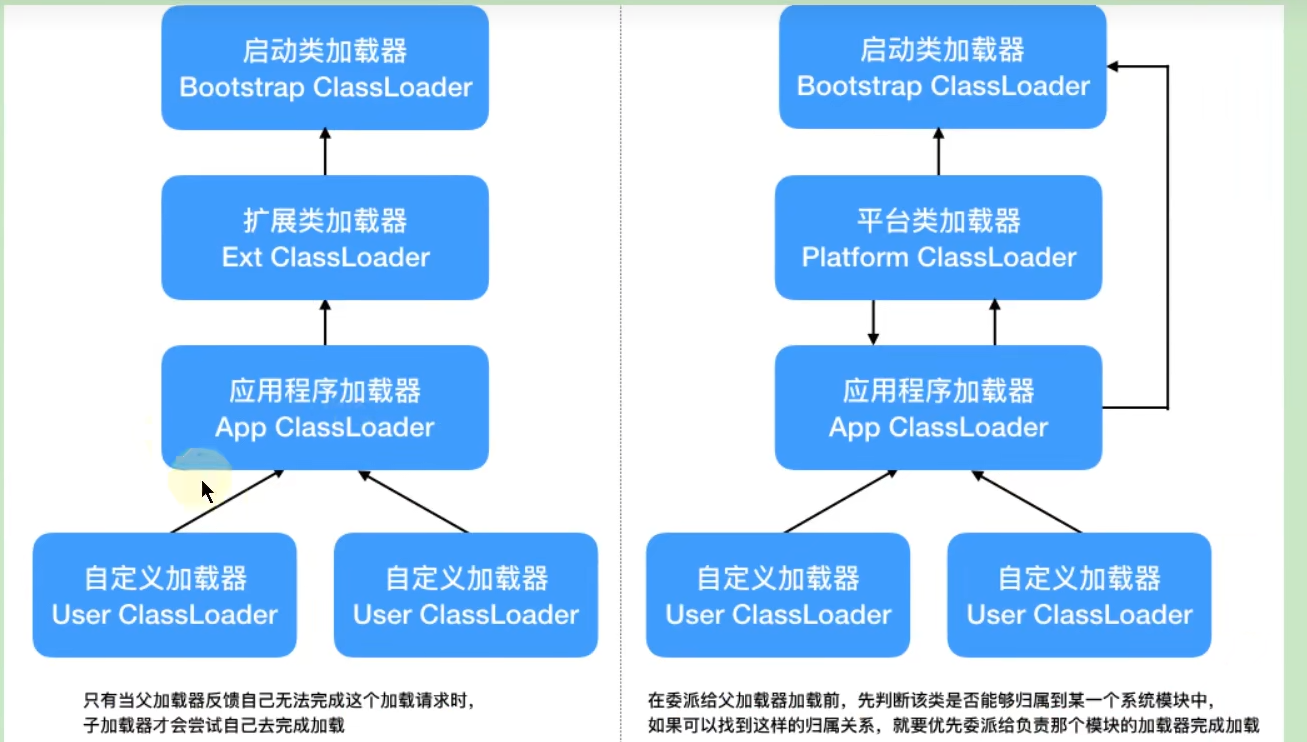 启动类加载器
Bootstrap ClassLoader
扩展类加载器
Ext ClassLoader
应用程序加载器
App ClassLoader
自定义加载器
User ClassLoader
自定义加载器
User ClassLoader
只有当父加载器反馈自己无法完成这个加载请求时，
子加载器才会尝试自己去完成加载
启动类加载器
Bootstrap ClassLoader
平台类加载器
Platform ClassLoader
应用程序加载器
App ClassLoader
自定义加载器
User ClassLoader
自定义加载器
User ClassLoader
在委派给父加载器加载前，先判断该类是否能够归属到某一个系统模块中，
如果可以找到这样的归属关系，就要优先委派给负责那个模块的加载器完成加载